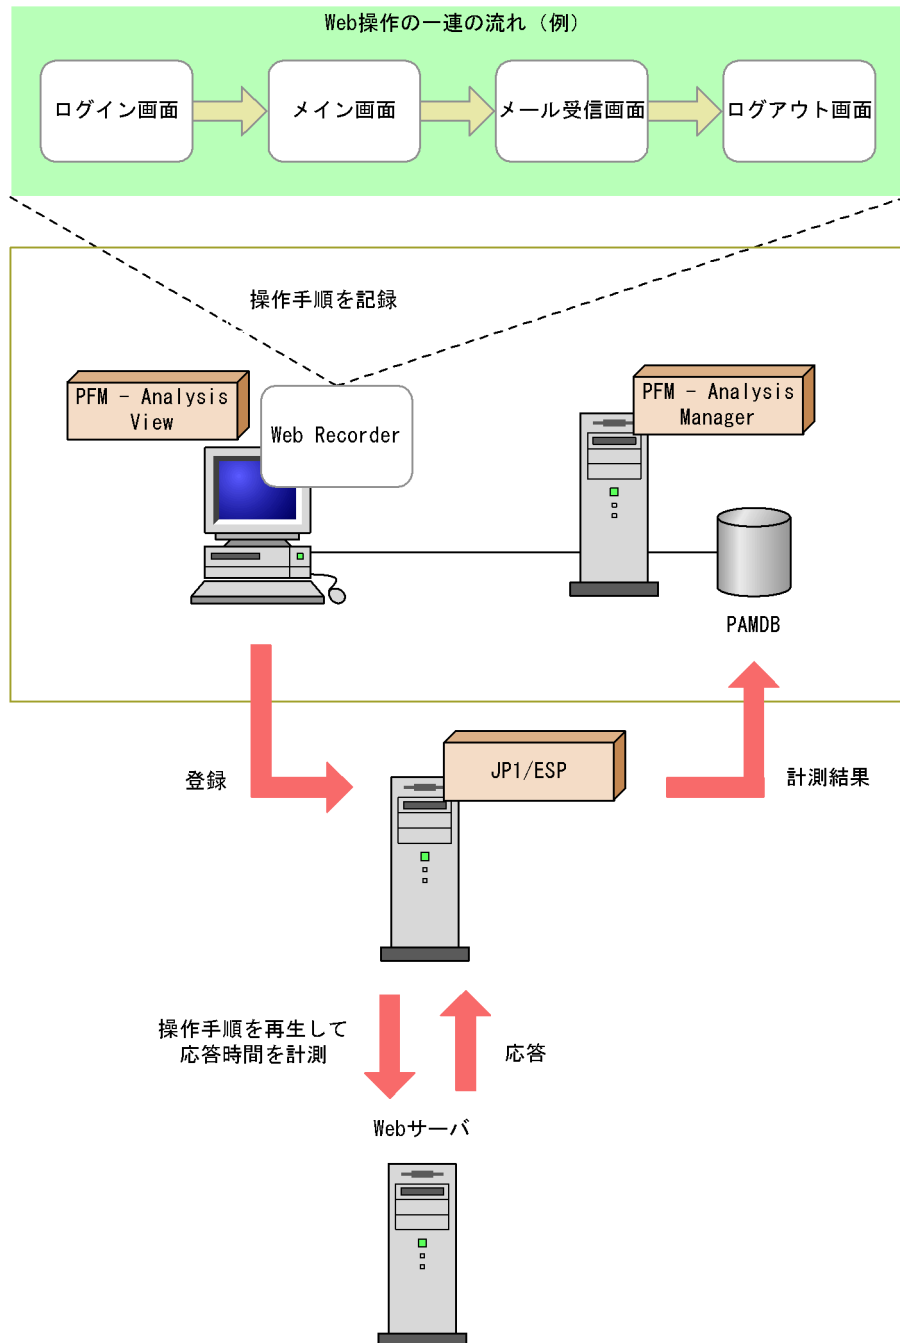 Web操作の一連の流れ（例）
ログイン画面
メイン画面
メール受信画面
ログアウト画面
操作手順を記録
PFM - Analysis
View
Web Recorder
PFM - Analysis
Manager
PAMDB
登録
JP1/ESP
計測結果
操作手順を再生して
応答時間を計測
応答
Webサーバ